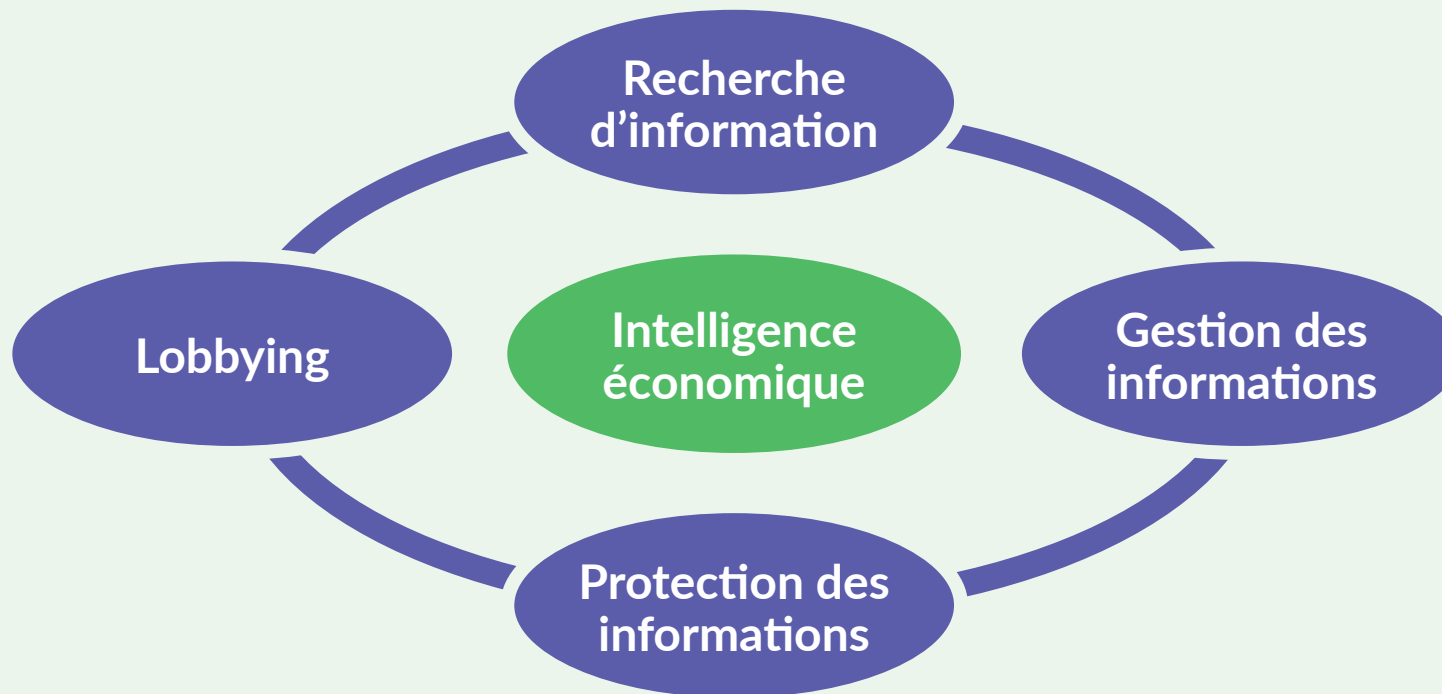 Recherche
d’information
Lobbying
Intelligence
économique
Gestion des
informations
Protection des
informations